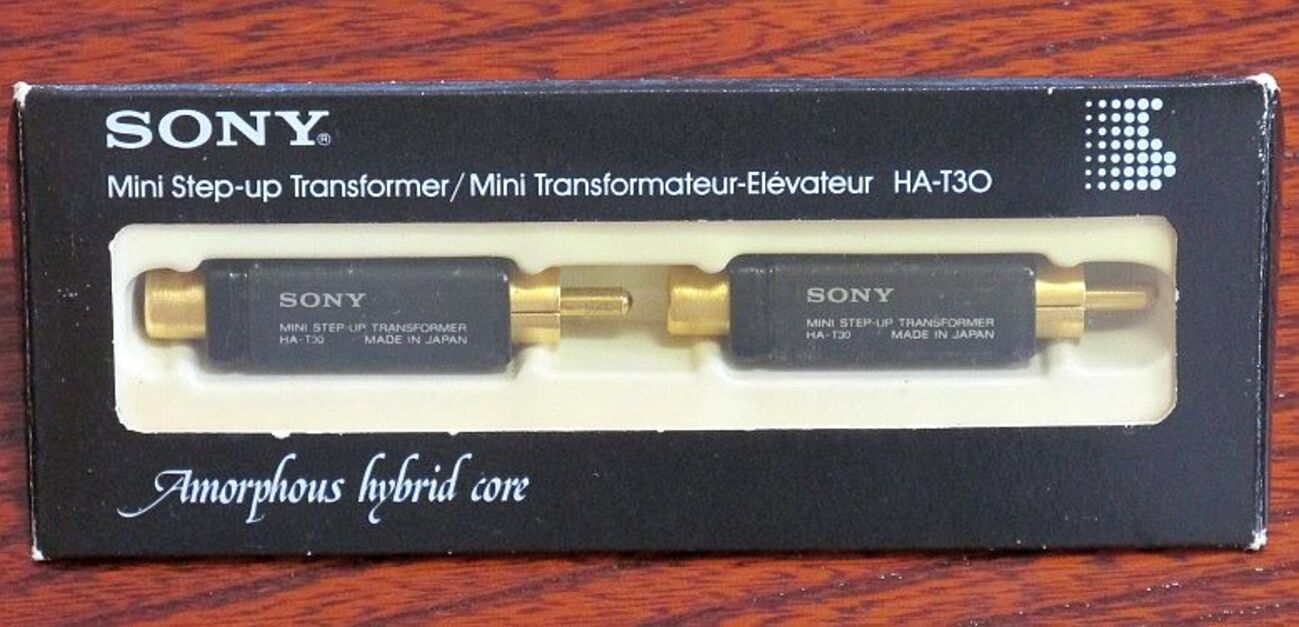 SONY®
Mini Step-up Transformer/Mini Transformateur-Elévateur HA-T30
SONY
MINI STEP-UP TRANSFORMER
HA-T30 MADE IN JAPAN
SONY
MINI STEP-UP TRANSFORMER
HA-T30 MADE IN JAPAN
Amorphous hybrid core